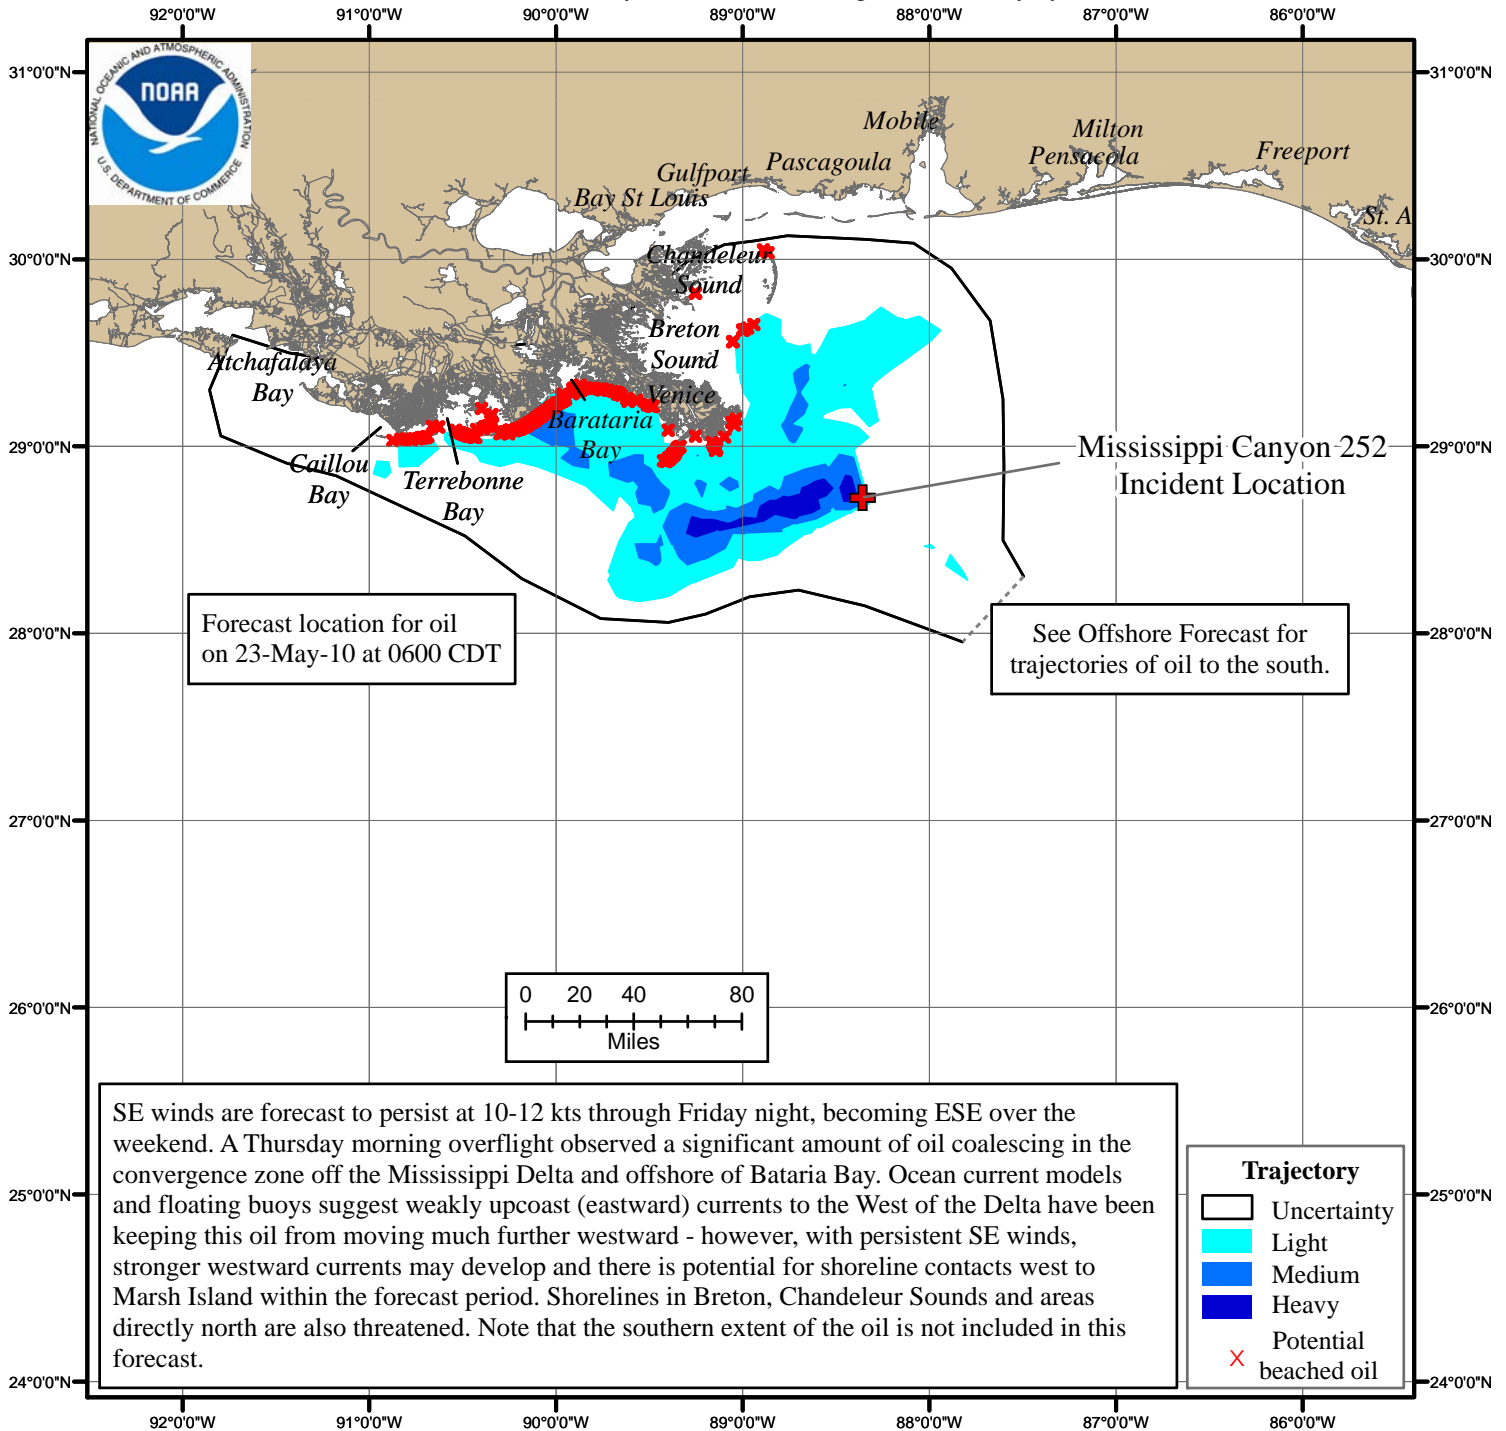 92°0'0"W 91°0'0"W 90°0'0"W 89°0'0"W 88°0'0"W 87°0'0"W 86°0'0"W
NATIONAL OCEANIC AND ATMOSPHERIC ADMINISTRATION
NOAA
U.S. DEPARTMENT OF COMMERCE
31°0'0"N 31°0'0"N
Mobile
Milton
Pensacola
Freeport
Pascagoula
Gulfport
Bay St Louis
St. A
30°0'0"N 30°0'0"N
Chandeleur
Sound
Breton
Sound
Venice
Atchafalaya
Bay
Barataria
Bay
29°0'0"N 29°0'0"N
Caillou
Bay
Terrebonne
Bay
Mississippi Canyon 252
Incident Location
Forecast location for oil
on 23-May-10 at 0600 CDT
See Offshore Forecast for
trajectories of oil to the south.
28°0'0"N 28°0'0"N
27°0'0"N 27°0'0"N
26°0'0"N 26°0'0"N
0 20 40 80
Miles
SE winds are forecast to persist at 10-12 kts through Friday night, becoming ESE over the
weekend. A Thursday morning overflight observed a significant amount of oil coalescing in the
convergence zone off the Mississippi Delta and offshore of Bataria Bay. Ocean current models
and floating buoys suggest weakly upcoast (eastward) currents to the West of the Delta have been
keeping this oil from moving much further westward - however, with persistent SE winds,
stronger westward currents may develop and there is potential for shoreline contacts west to
Marsh Island within the forecast period. Shorelines in Breton, Chandeleur Sounds and areas
directly north are also threatened. Note that the southern extent of the oil is not included in this
forecast.
25°0'0"N 25°0'0"N
Trajectory
Uncertainty
Light
Medium
Heavy
X Potential
beached oil
24°0'0"N 24°0'0"N
92°0'0"W 91°0'0"W 90°0'0"W 89°0'0"W 88°0'0"W 87°0'0"W 86°0'0"W